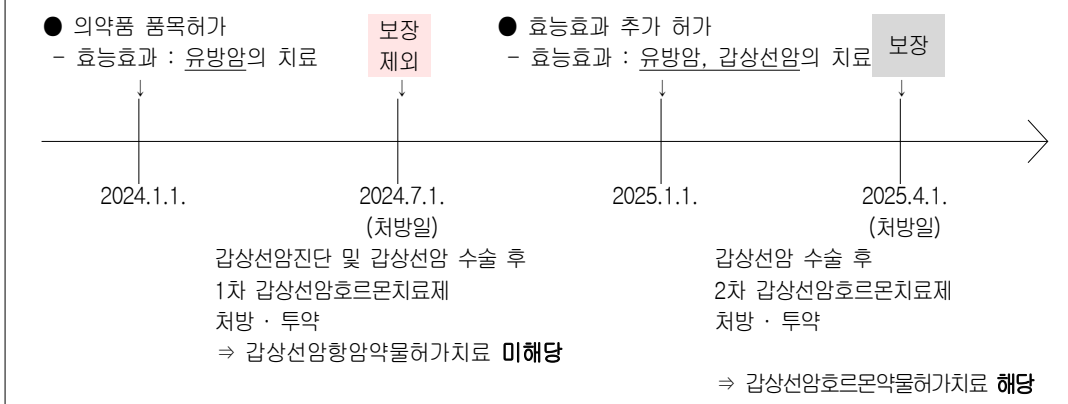 ● 의약품 품목허가
- 효능효과 : 유방암의 치료
보장
제외
● 효능효과 추가 허가
- 효능효과 : 유방암, 갑상선암의 치료
보장
↓
↓
↓
↓
2024.1.1.
2024.7.1.
(처방일)
2025.1.1.
2025.4.1.
(처방일)
갑상선암진단 및 갑상선암 수술 후
1차 갑상선암호르몬치료제
처방 · 투약
⇒ 갑상선암항암약물허가치료 미해당
갑상선암 수술 후
2차 갑상선암호르몬치료제
처방 · 투약
⇒ 갑상선암호르몬약물허가치료 해당